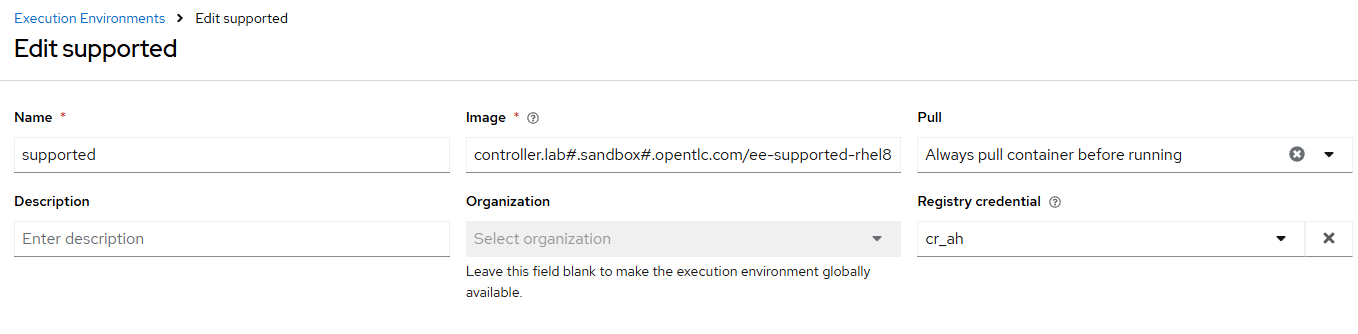 Execution Environments > Edit supported
Edit supported
Name * Image * Pull
supported controller.lab#.sandbox#.opentlc.com/ee-supported-rhel8 Always pull container before running
Description Organization Registry credential
Enter description Select organization cr_ah
Leave this field blank to make the execution environment globally
available.